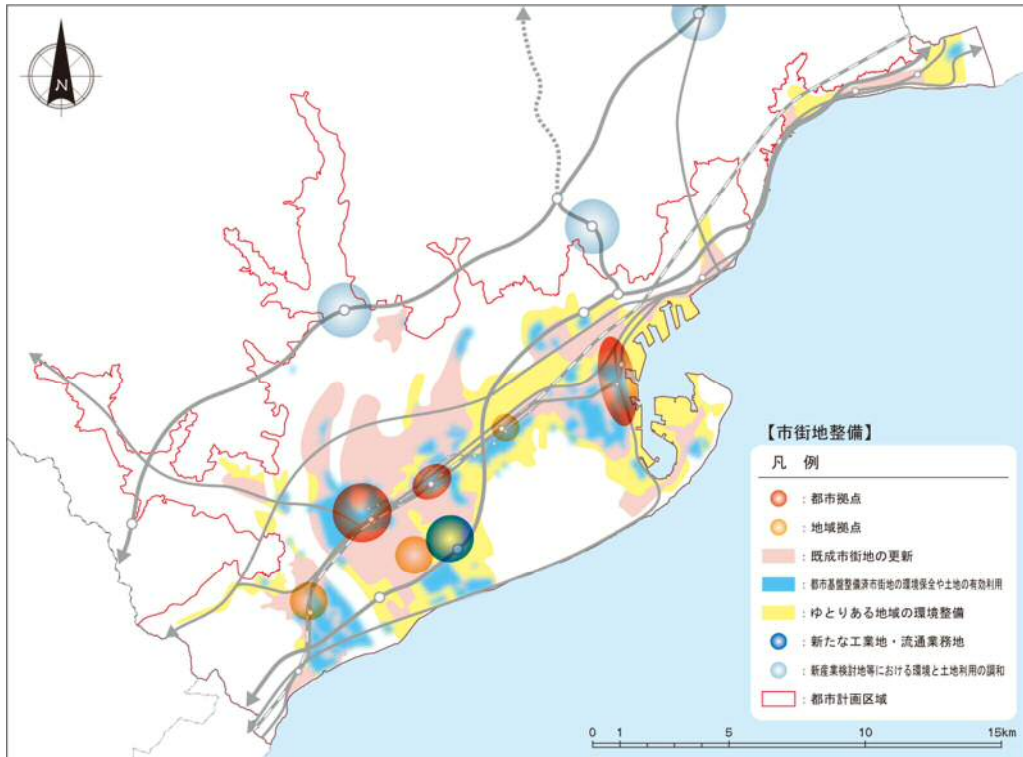 N
【市街地整備】
凡 例
：都市拠点
：地域拠点
：既成市街地の更新
：都市基盤整備済市街地の環境保全や土地の有効利用
：ゆとりある地域の環境整備
：新たな工業地・流通業務地
：新産業検討地等における環境と土地利用の調和
：都市計画区域
0 1 5 10 15km